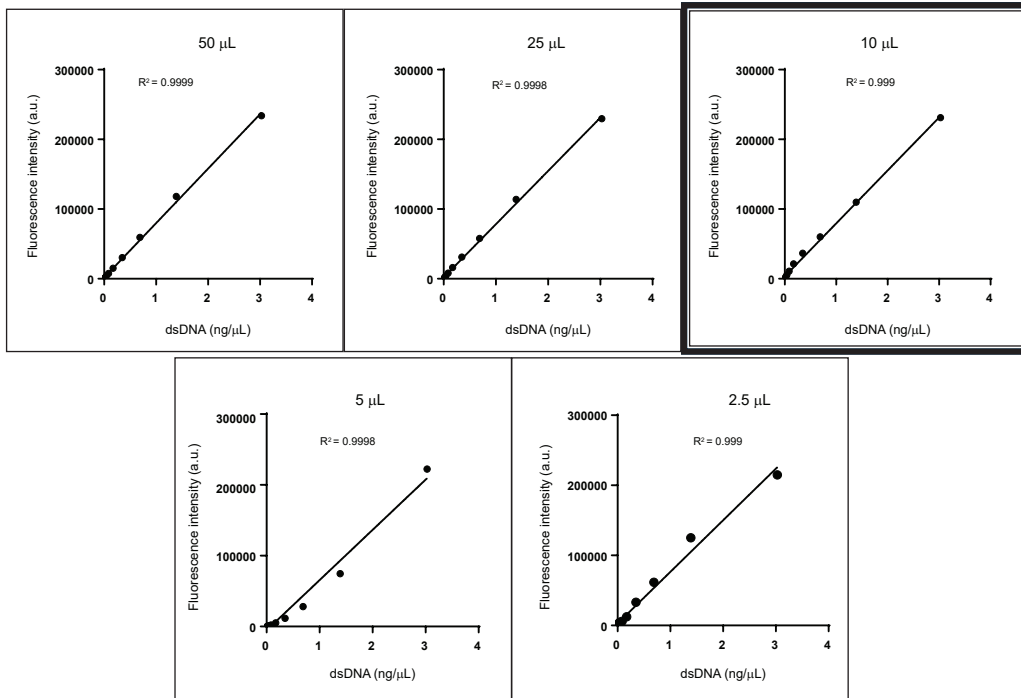 50 μL
R² = 0.9999
Fluorescence intensity (a.u.)
300000
200000
100000
0
0 1 2 3 4
dsDNA (ng/μL)
25 μL
R² = 0.9998
Fluorescence intensity (a.u.)
300000
200000
100000
0
0 1 2 3 4
dsDNA (ng/μL)
10 μL
R² = 0.999
Fluorescence intensity (a.u.)
300000
200000
100000
0
0 1 2 3 4
dsDNA (ng/μL)
5 μL
R² = 0.9998
Fluorescence intensity (a.u.)
300000
200000
100000
0
0 1 2 3 4
dsDNA (ng/μL)
2.5 μL
R² = 0.999
Fluorescence intensity (a.u.)
300000
200000
100000
0
0 1 2 3 4
dsDNA (ng/μL)